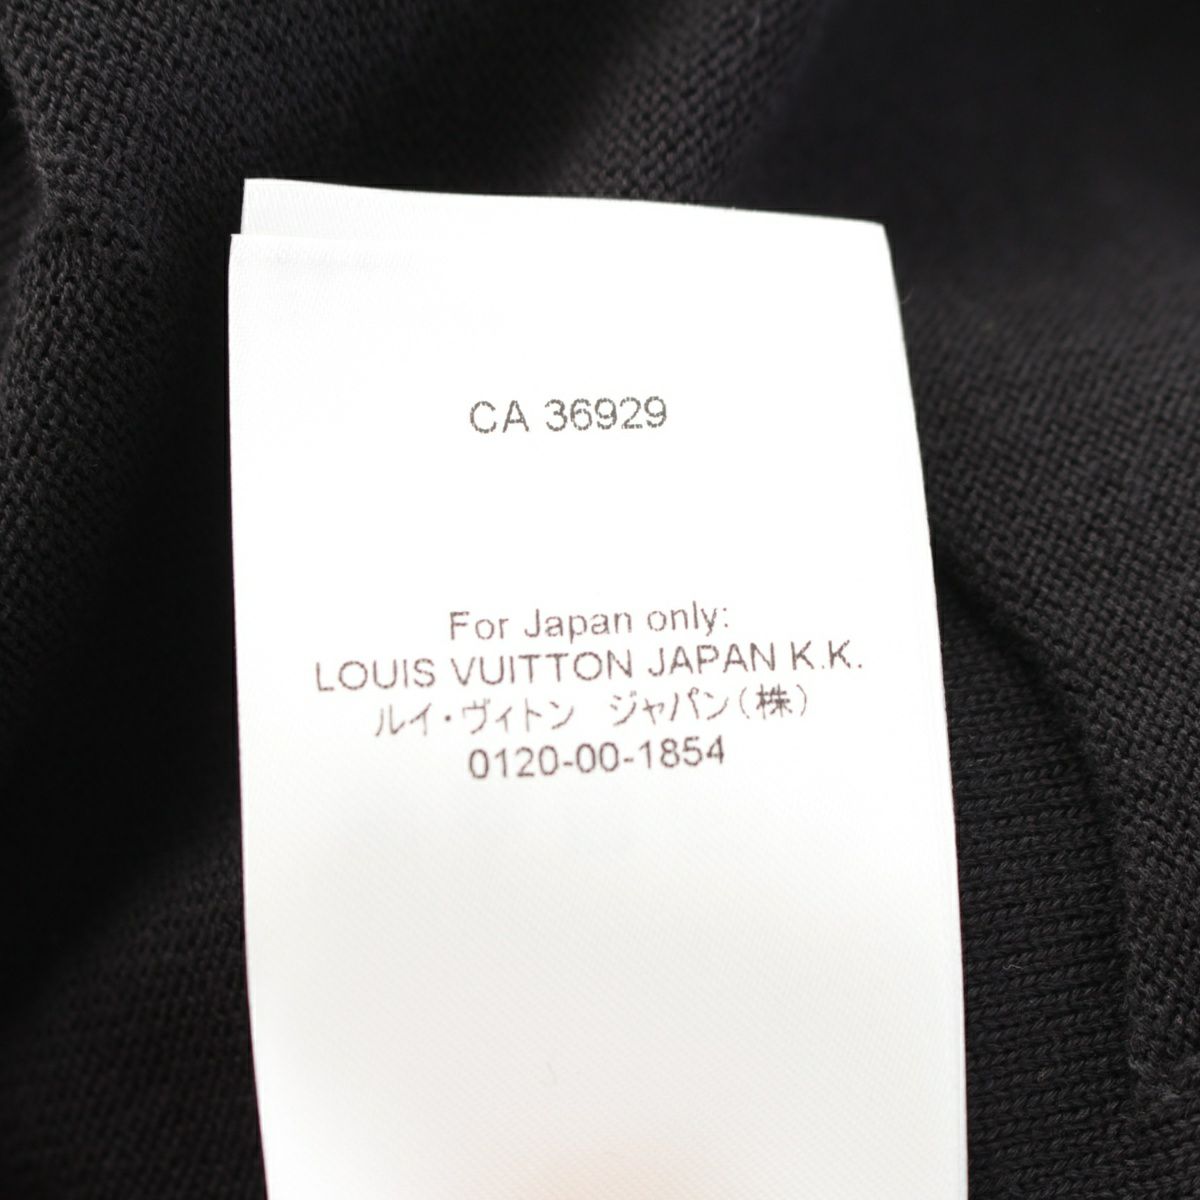 CA 36929
For Japan only:
LOUIS VUITTON JAPAN K.K.
ルイ・ヴィトン　ジャパン(株)
0120-00-1854